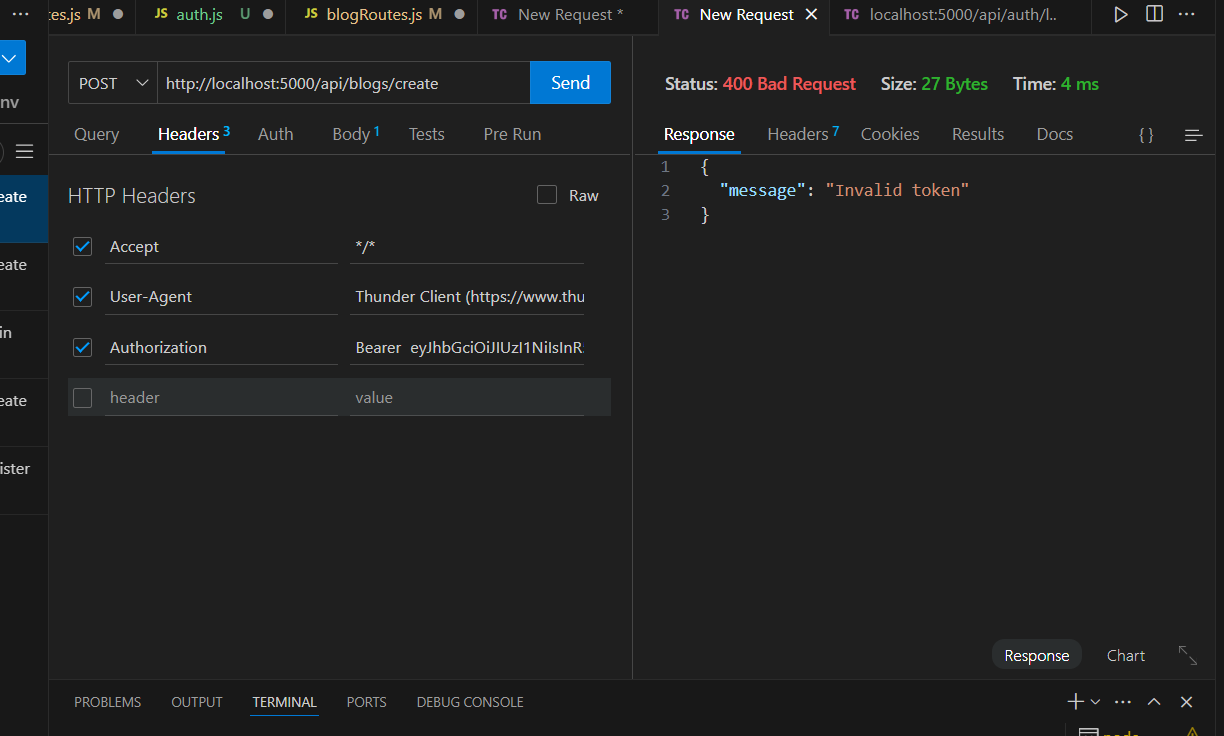 tes.js M JS auth.js U JS blogRoutes.js M TC New Request * TC New Request TC localhost:5000/api/auth/l..
nv
eate
eate
in
eate
ister
POST http://localhost:5000/api/blogs/create Send
Query Headers 3 Auth Body 1 Tests Pre Run
HTTP Headers Raw
Accept */*
User-Agent Thunder Client (https://www.thu
Authorization Bearer eyJhbGciOiJIUzI1NiIsInR
header value
Status: 400 Bad Request Size: 27 Bytes Time: 4 ms
Response Headers 7 Cookies Results Docs { }
1 {
2 "message": "Invalid token"
3 }
Response Chart
PROBLEMS OUTPUT TERMINAL PORTS DEBUG CONSOLE
node